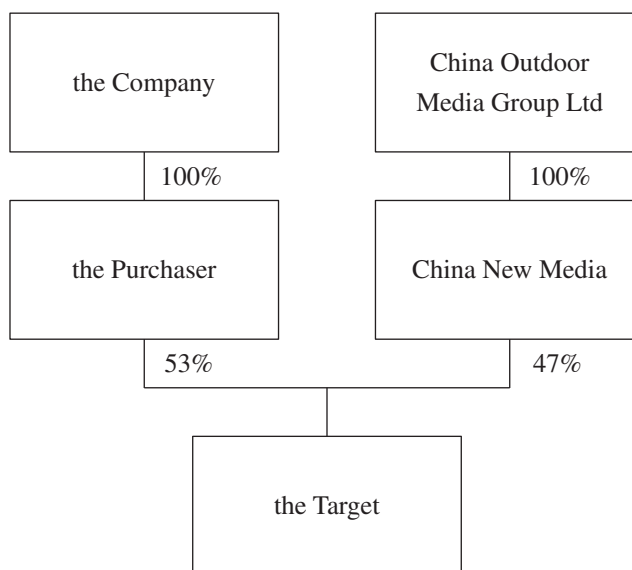 the Company
China Outdoor
Media Group Ltd
100%
100%
the Purchaser
China New Media
53%
47%
the Target